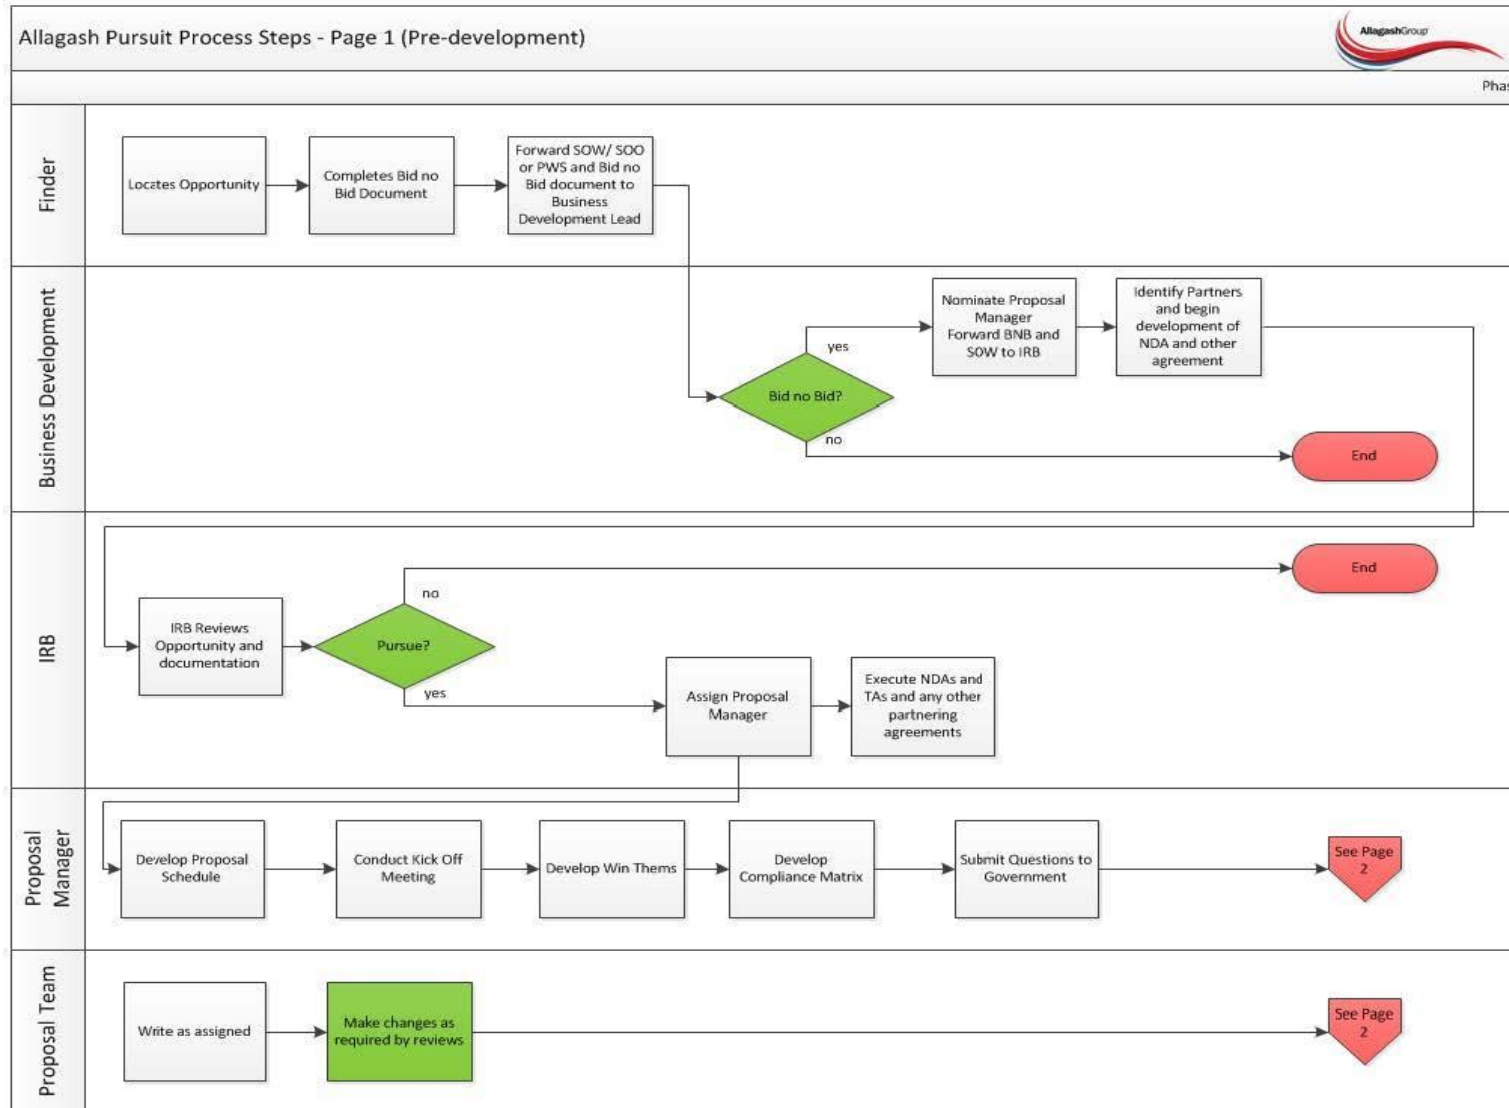 Allagash Pursuit Process Steps - Page 1 (Pre-development)
AllagashGroup
Phas
Finder
Locates Opportunity
Completes Bid no
Bid Document
Forward SOW/ SOO
or PWS and Bid no
Bid document to
Business
Development Lead
Business Development
Bid no Bid?
yes
no
Nominate Proposal
Manager
Forward BNB and
SOW to IRB
Identify Partners
and begin
development of
NDA and other
agreement
End
IRB
IRB Reviews
Opportunity and
documentation
Pursue?
no
yes
End
Assign Proposal
Manager
Execute NDAs and
TAs and any other
partnering
agreements
Proposal
Manager
Develop Proposal
Schedule
Conduct Kick Off
Meeting
Develop Win Thems
Develop
Compliance Matrix
Submit Questions to
Government
See Page
2
Proposal Team
Write as assigned
Make changes as
required by reviews
See Page
2